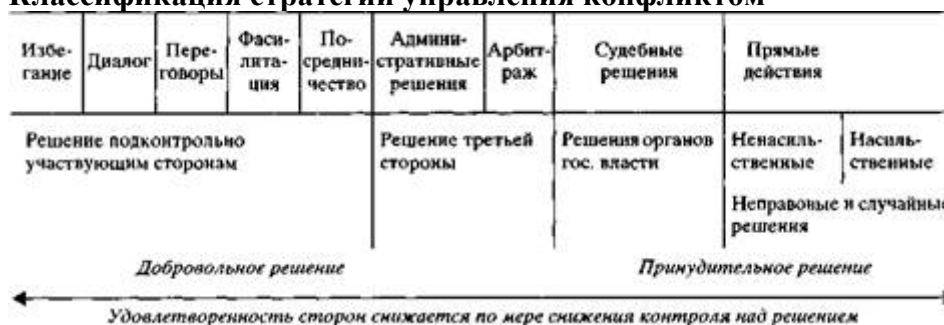 Классификация стратегий управления конфликтом
Избе-
гание
Диалог
Пере-
говоры
Фаси-
лита-
ция
По-
средни-
чество
Админи-
стративные
решения
Арбит-
раж
Судебные
решения
Прямые
действия
Решение подконтрольно
участвующим сторонам
Решение третьей
стороны
Решения органов
гос. власти
Ненасиль-
ственные
Насиль-
ственные
Неправовые и случайные
решения
Добровольное решение
Принудительное решение
Удовлетворенность сторон снижается по мере снижения контроля над решением